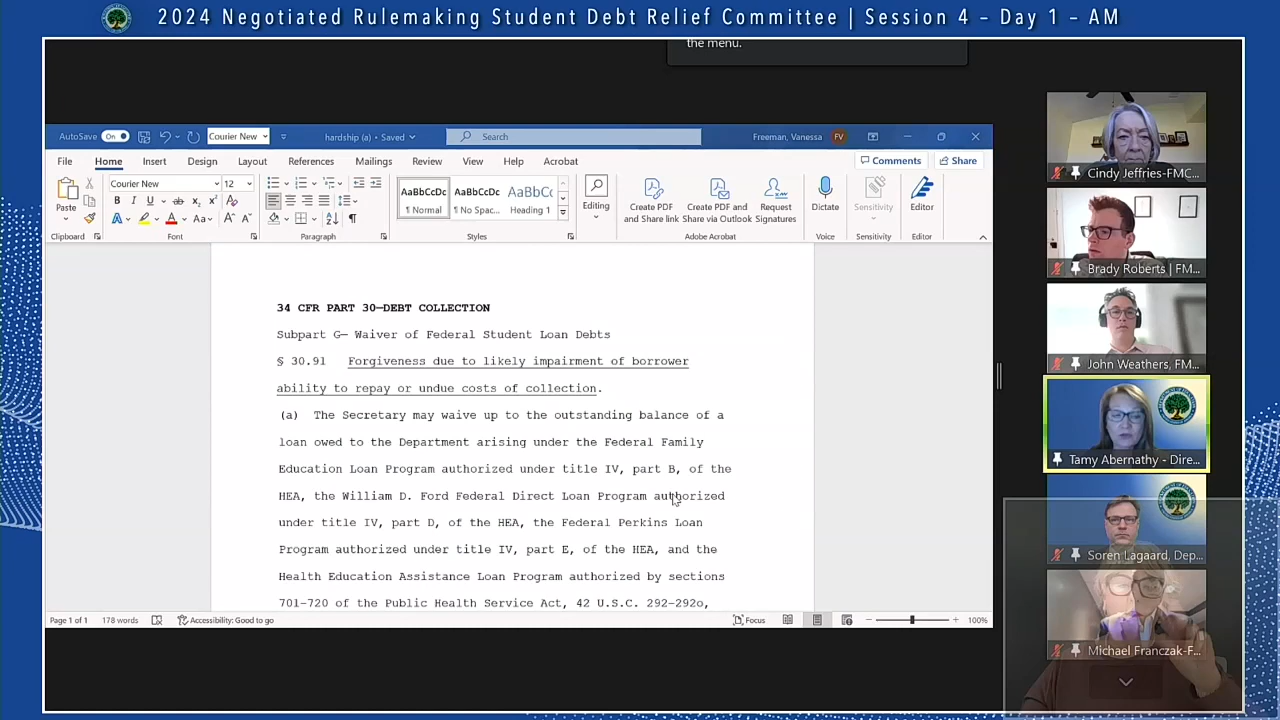 2024 Negotiated Rulemaking Student Debt Relief Committee | Session 4 – Day 1 – AM
the menu.
AutoSave On Courier New hardship (a) • Saved Search Freeman, Vanessa FV
File Home Insert Design Layout References Mailings Review View Help Acrobat Comments Share
Paste
Courier New 12
B I U ab x₂ x²
A A Aa A A
AaBbCcDc AaBbCcDc AaBbCc
¶ Normal ¶ No Spac... Heading 1
Editing
Create PDF and Share link
Create PDF and Share via Outlook
Request Signatures
Dictate
Sensitivity
Editor
Clipboard Font Paragraph Styles Adobe Acrobat Voice Sensitivity Editor
34 CFR PART 30—DEBT COLLECTION
Subpart G— Waiver of Federal Student Loan Debts
§ 30.91 Forgiveness due to likely impairment of borrower
ability to repay or undue costs of collection.
(a) The Secretary may waive up to the outstanding balance of a
loan owed to the Department arising under the Federal Family
Education Loan Program authorized under title IV, part B, of the
HEA, the William D. Ford Federal Direct Loan Program authorized
under title IV, part D, of the HEA, the Federal Perkins Loan
Program authorized under title IV, part E, of the HEA, and the
Health Education Assistance Loan Program authorized by sections
701-720 of the Public Health Service Act, 42 U.S.C. 292-292o,
Page 1 of 1 178 words Accessibility: Good to go Focus 100%
Cindy Jeffries-FMC...
Brady Roberts | FM...
John Weathers, FM...
Tamy Abernathy - Dire...
Soren Lagaard, Dep...
Michael Franczak-F...